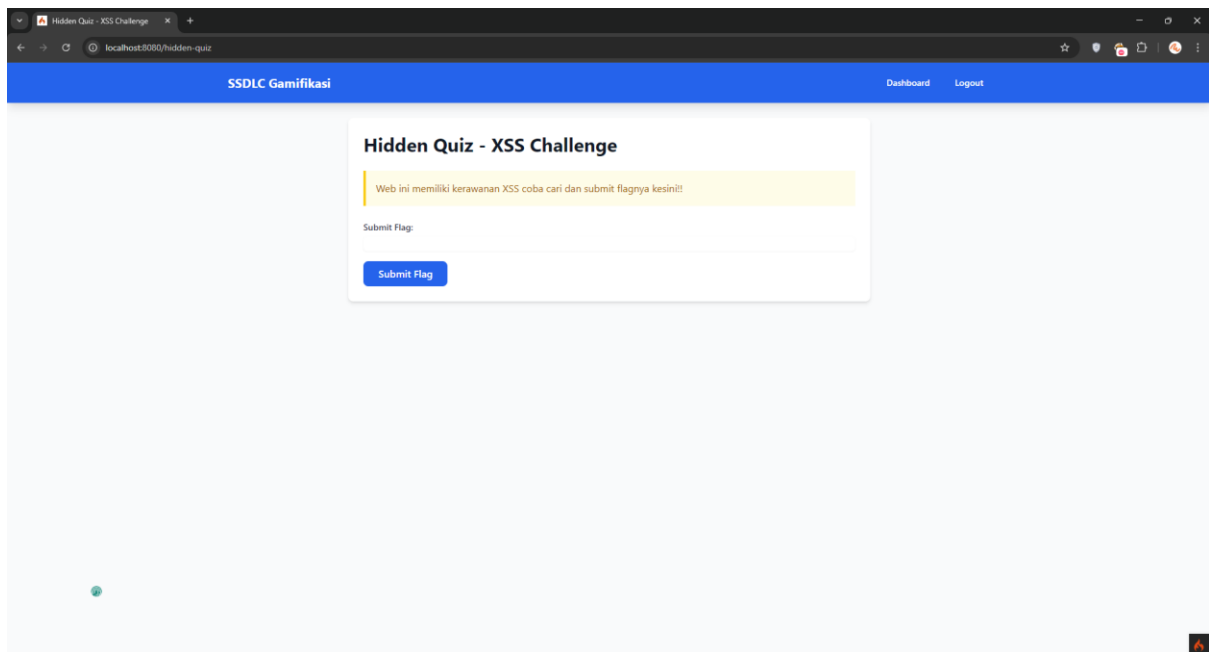 Hidden Quiz - XSS Challenge
localhost:8080/hidden-quiz
SSDLC Gamifikasi
Dashboard Logout
Hidden Quiz - XSS Challenge
Web ini memiliki kerawanan XSS coba cari dan submit flagnya kesini!!
Submit Flag:
Submit Flag